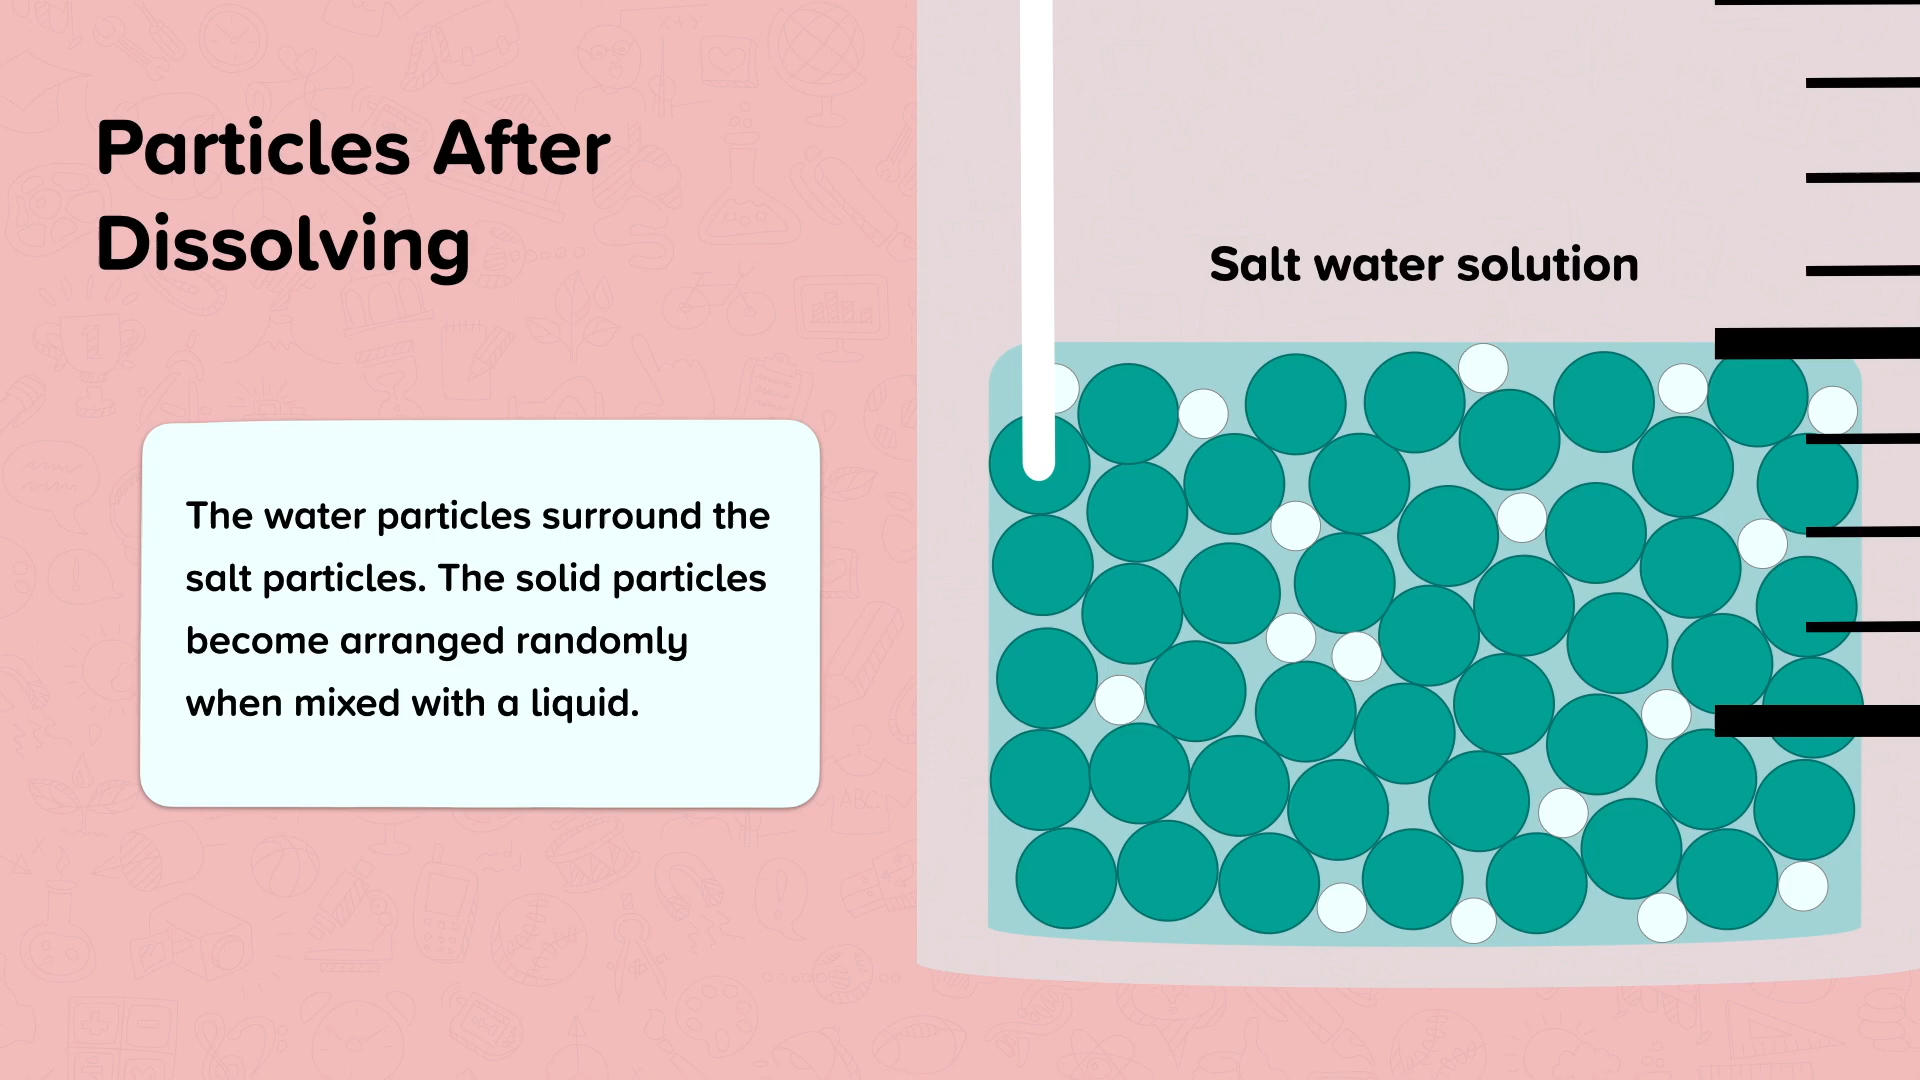 Particles After
Dissolving
Salt water solution
The water particles surround the
salt particles. The solid particles
become arranged randomly
when mixed with a liquid.